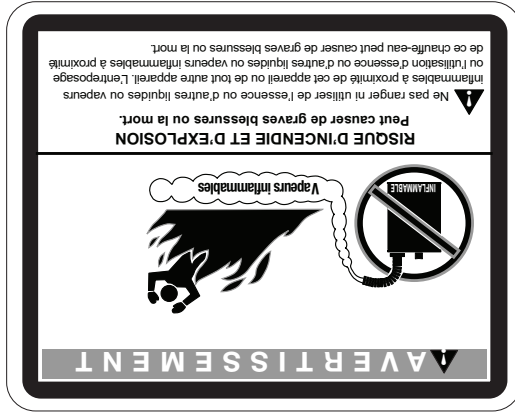 AVERTISSEMENT
INFLAMMABLE
Vapeurs inflammables
RISQUE D'INCENDIE ET D'EXPLOSION
Peut causer de graves blessures ou la mort.
Ne pas ranger ni utiliser de l'essence ou d'autres liquides ou vapeurs
inflammables à proximité de cet appareil ou de tout autre appareil. L'entreposage
ou l'utilisation d'essence ou d'autres liquides ou vapeurs inflammables à proximité
de ce chauffe-eau peut causer de graves blessures ou la mort.